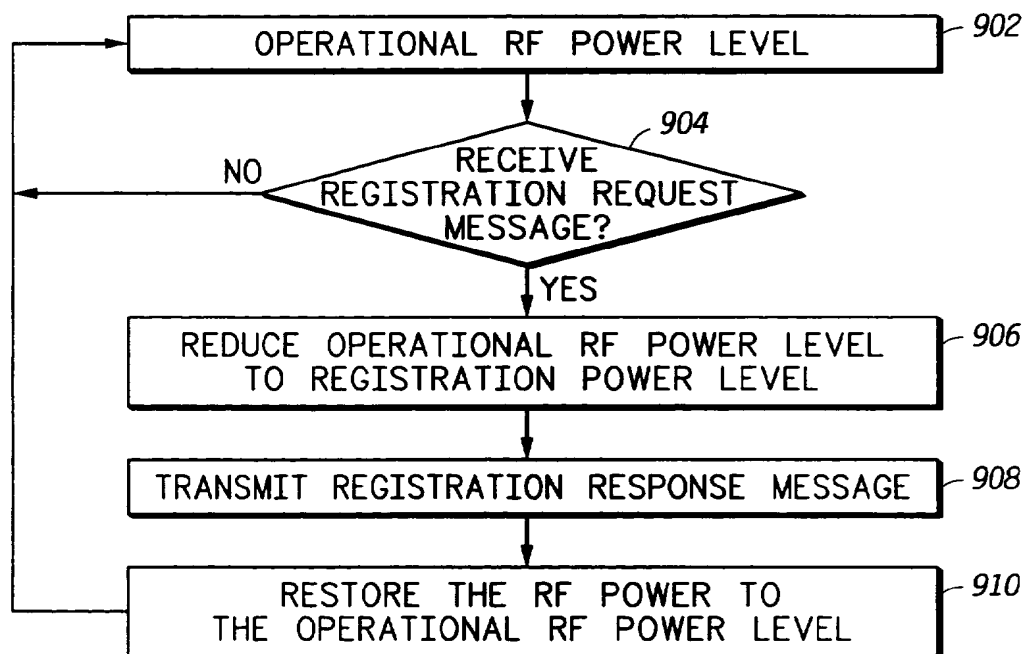 OPERATIONAL RF POWER LEVEL
902
904
RECEIVE
REGISTRATION REQUEST
MESSAGE?
NO
YES
REDUCE OPERATIONAL RF POWER LEVEL
TO REGISTRATION POWER LEVEL
906
TRANSMIT REGISTRATION RESPONSE MESSAGE
908
RESTORE THE RF POWER TO
THE OPERATIONAL RF POWER LEVEL
910